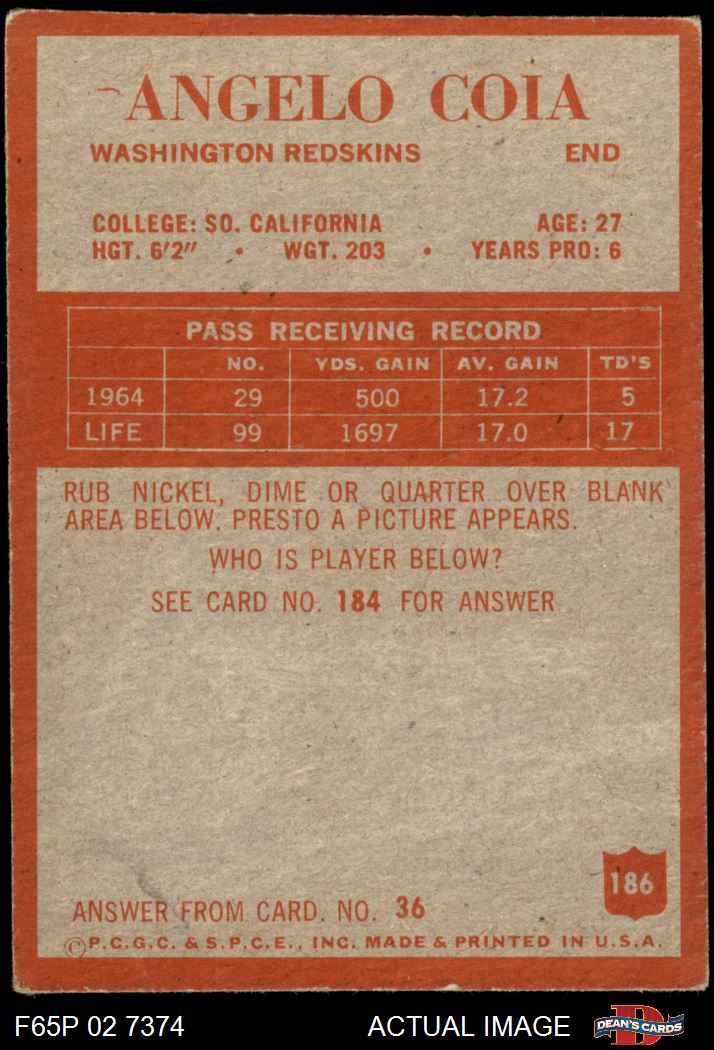 ANGELO COIA
WASHINGTON REDSKINS END
COLLEGE: SO. CALIFORNIA AGE: 27
HGT. 6'2" • WGT. 203 • YEARS PRO: 6
PASS RECEIVING RECORD
NO. YDS. GAIN AV. GAIN TD'S
1964 29 500 17.2 5
LIFE 99 1697 17.0 17
RUB NICKEL, DIME OR QUARTER OVER BLANK
AREA BELOW. PRESTO A PICTURE APPEARS.
WHO IS PLAYER BELOW?
SEE CARD NO. 184 FOR ANSWER
186
ANSWER FROM CARD. NO. 36
©P.C.G.C. & S.P.C.E., INC. MADE & PRINTED IN U.S.A.
F65P 02 7374 ACTUAL IMAGE D DEAN'S CARDS